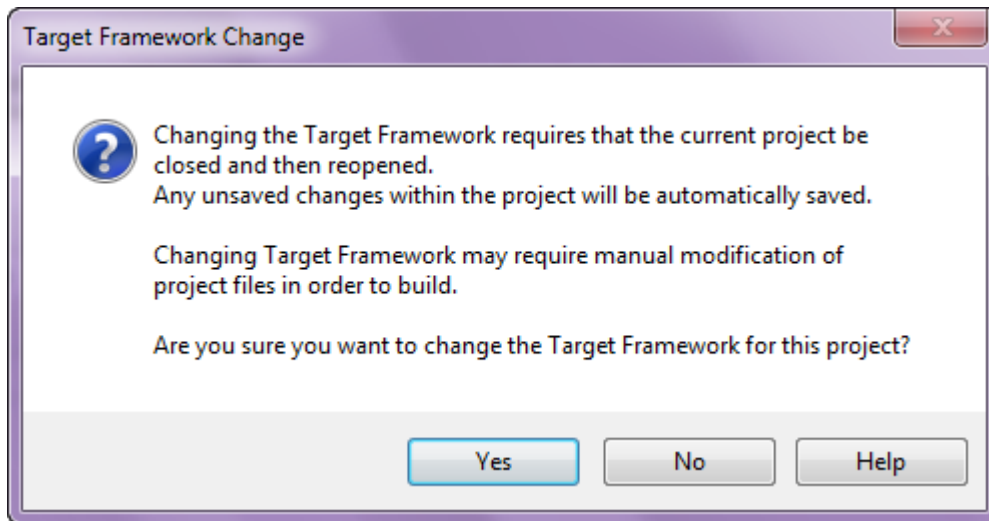 Target Framework Change
Changing the Target Framework requires that the current project be
closed and then reopened.
Any unsaved changes within the project will be automatically saved.
Changing Target Framework may require manual modification of
project files in order to build.
Are you sure you want to change the Target Framework for this project?
Yes No Help